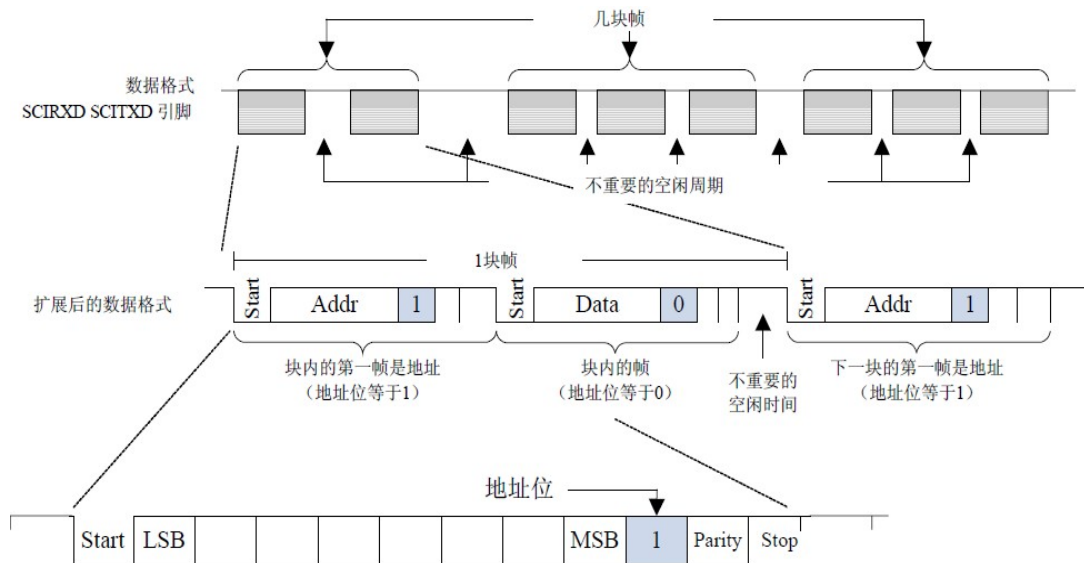 几块帧
数据格式
SCIRXD SCITXD 引脚
不重要的空闲周期
1块帧
扩展后的数据格式
Start Addr 1 Start Data 0 Start Addr 1
块内的第一帧是地址
（地址位等于1）
块内的帧
（地址位等于0）
不重要的
空闲时间
下一块的第一帧是地址
（地址位等于1）
地址位
Start LSB MSB 1 Parity Stop